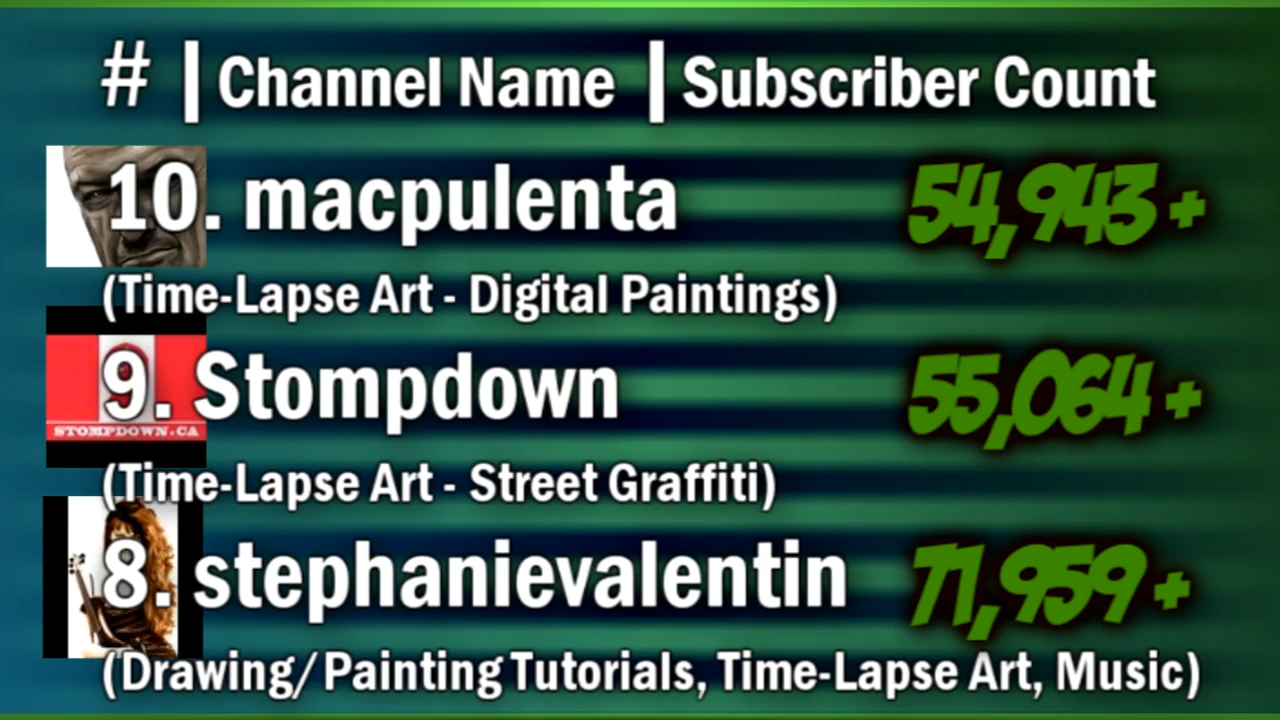 # | Channel Name | Subscriber Count
10. macpulenta 54,943 +
(Time-Lapse Art - Digital Paintings)
9. Stompdown 55,064 +
STOMPDOWN.CA
(Time-Lapse Art - Street Graffiti)
8. stephanievalentin 71,959 +
(Drawing/Painting Tutorials, Time-Lapse Art, Music)